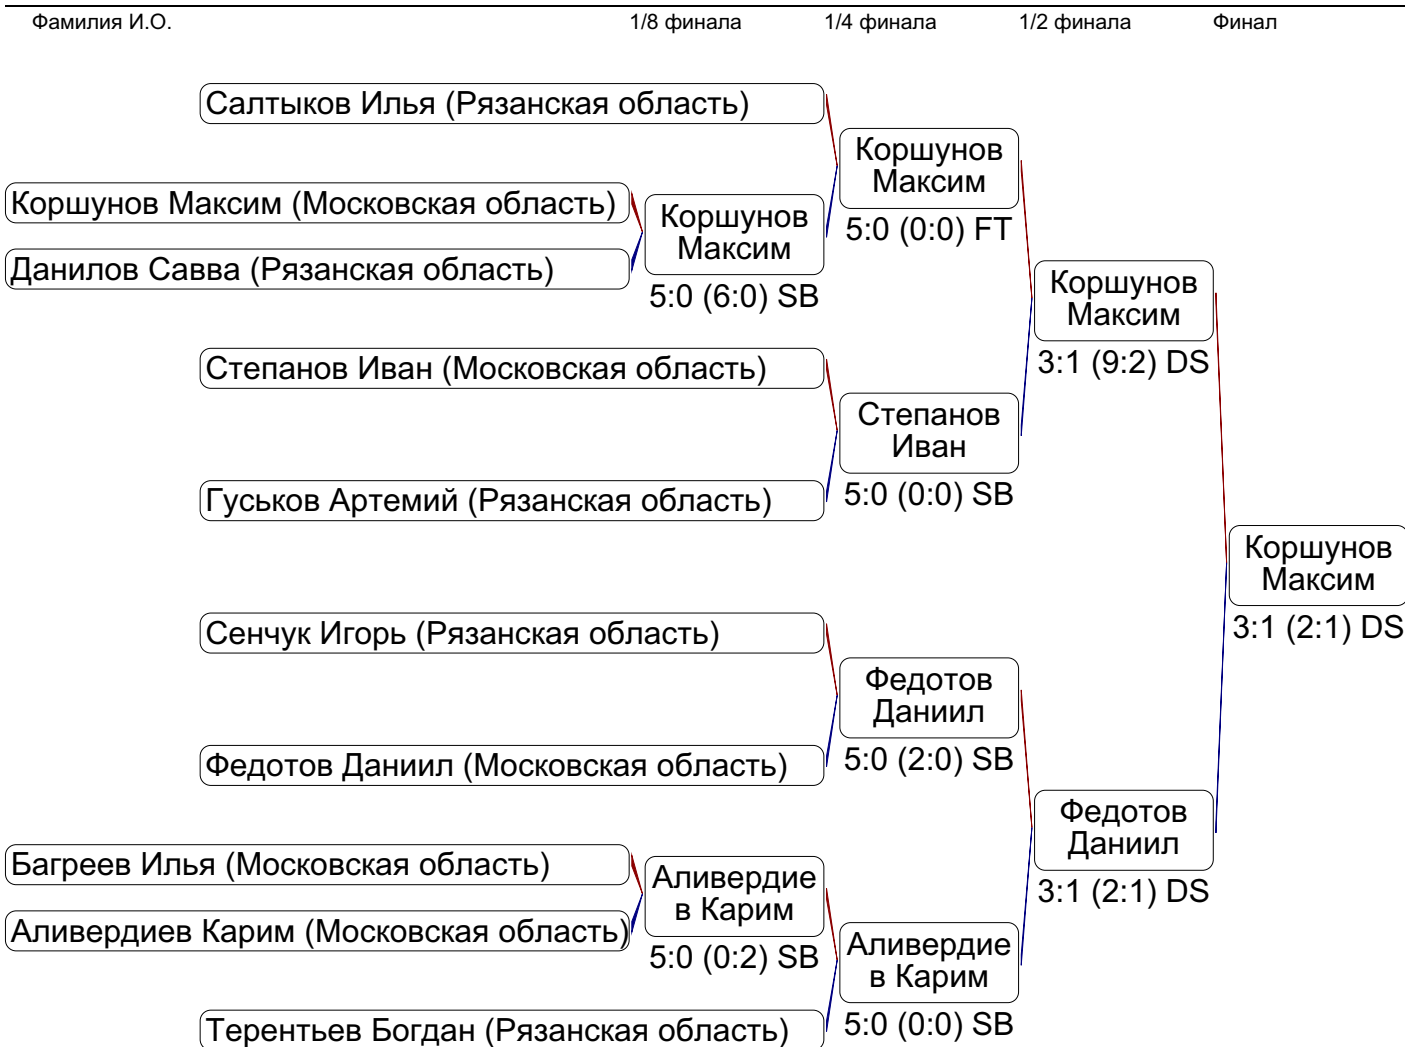 Фамилия И.О. 1/8 финала 1/4 финала 1/2 финала Финал
Салтыков Илья (Рязанская область)
Коршунов
Максим
5:0 (0:0) FT
Коршунов Максим (Московская область)
Коршунов
Максим
5:0 (6:0) SB
Данилов Савва (Рязанская область)
Коршунов
Максим
3:1 (9:2) DS
Степанов Иван (Московская область)
Степанов
Иван
5:0 (0:0) SB
Гуськов Артемий (Рязанская область)
Коршунов
Максим
3:1 (2:1) DS
Сенчук Игорь (Рязанская область)
Федотов
Даниил
5:0 (2:0) SB
Федотов Даниил (Московская область)
Федотов
Даниил
3:1 (2:1) DS
Багреев Илья (Московская область)
Аливердие
в Карим
5:0 (0:2) SB
Аливердиев Карим (Московская область)
Аливердие
в Карим
5:0 (0:0) SB
Терентьев Богдан (Рязанская область)